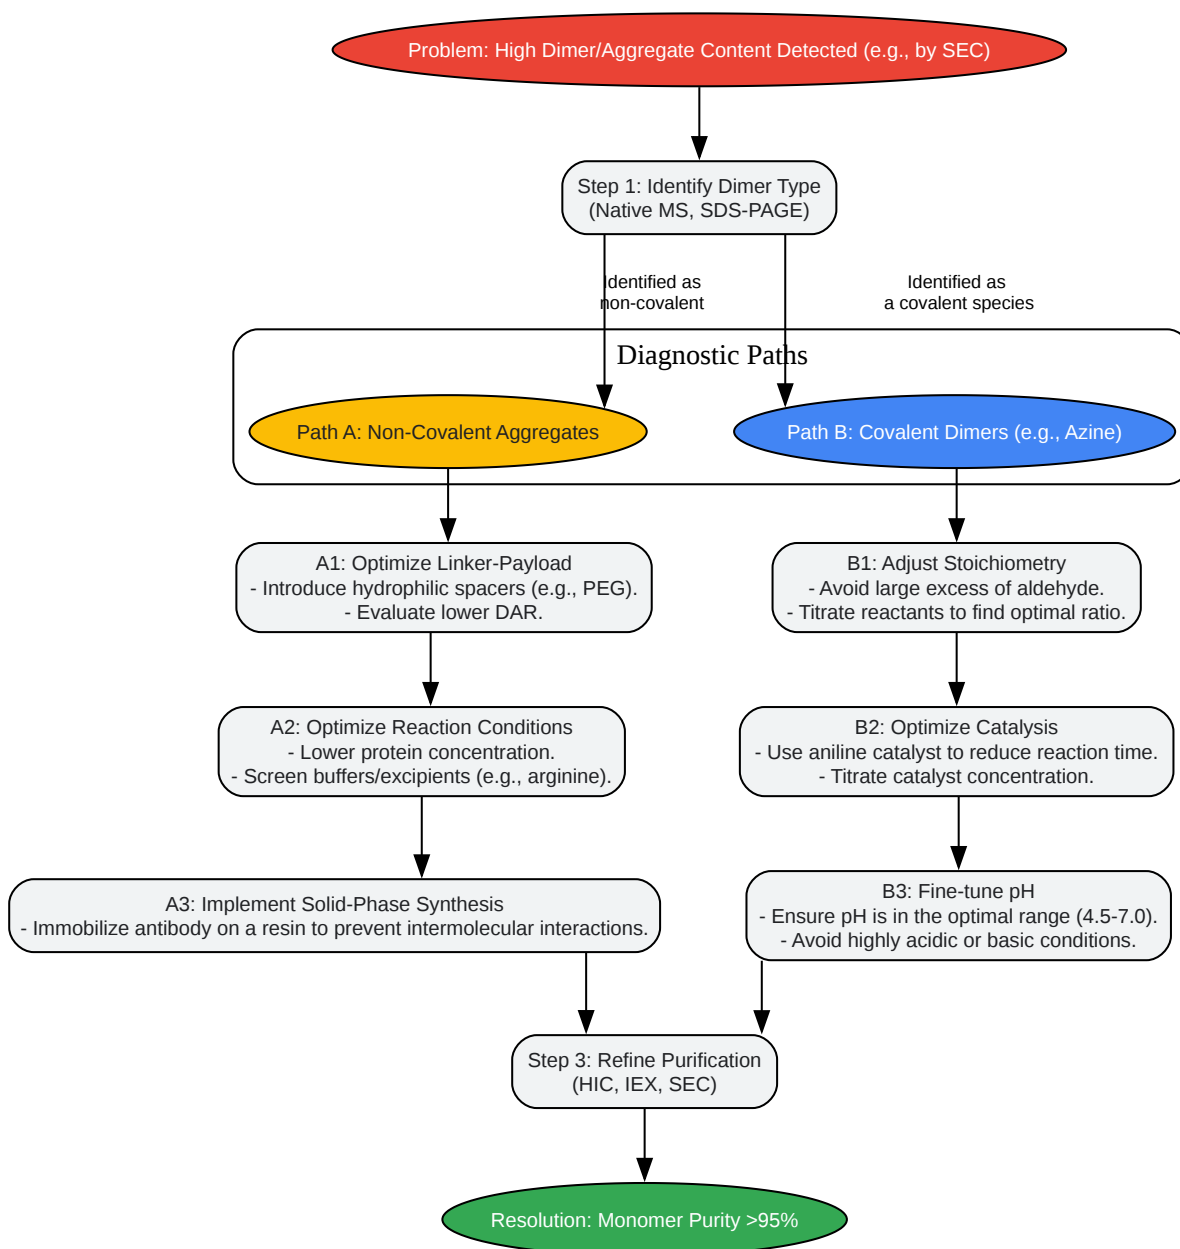 Problem: High Dimer/Aggregate Content Detected (e.g., by SEC)
Step 1: Identify Dimer Type
(Native MS, SDS-PAGE)
Identified as
non-covalent
Identified as
a covalent species
Diagnostic Paths
Path A: Non-Covalent Aggregates
Path B: Covalent Dimers (e.g., Azine)
A1: Optimize Linker-Payload
- Introduce hydrophilic spacers (e.g., PEG).
- Evaluate lower DAR.
B1: Adjust Stoichiometry
- Avoid large excess of aldehyde.
- Titrate reactants to find optimal ratio.
A2: Optimize Reaction Conditions
- Lower protein concentration.
- Screen buffers/excipients (e.g., arginine).
B2: Optimize Catalysis
- Use aniline catalyst to reduce reaction time.
- Titrate catalyst concentration.
A3: Implement Solid-Phase Synthesis
- Immobilize antibody on a resin to prevent intermolecular interactions.
B3: Fine-tune pH
- Ensure pH is in the optimal range (4.5-7.0).
- Avoid highly acidic or basic conditions.
Step 3: Refine Purification
(HIC, IEX, SEC)
Resolution: Monomer Purity >95%